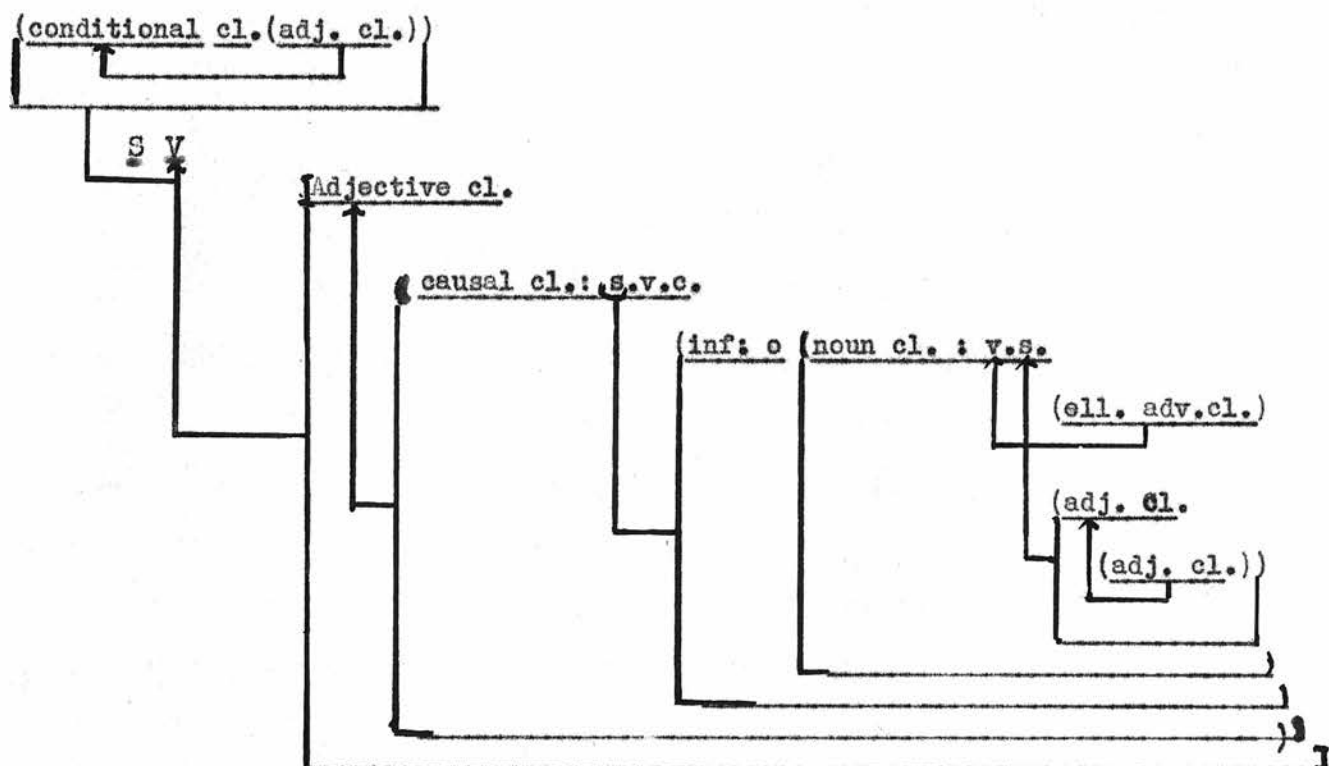 (conditional cl.(adj. cl.))
S V
[Adjective cl.
( causal cl.: s.v.c.
(inf: o (noun cl. : v.s.
(ell. adv.cl.)
(adj. cl.
(adj. cl.))
)
)
)
]